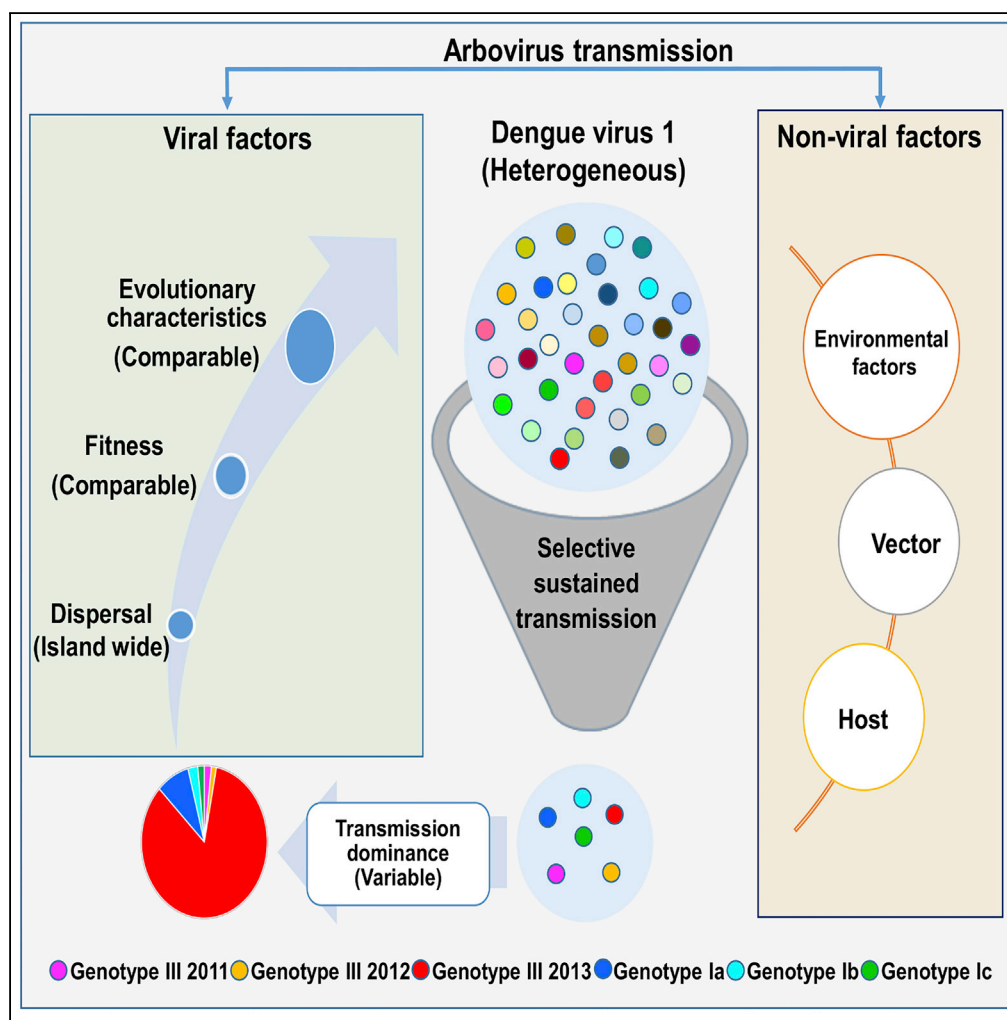 Arbovirus transmission
Viral factors
Evolutionary
characteristics
(Comparable)
Fitness
(Comparable)
Dispersal
(Island wide)
Dengue virus 1
(Heterogeneous)
Selective
sustained
transmission
Non-viral factors
Environmental
factors
Vector
Host
Transmission
dominance
(Variable)
Genotype III 2011 Genotype III 2012 Genotype III 2013 Genotype Ia Genotype Ib Genotype Ic